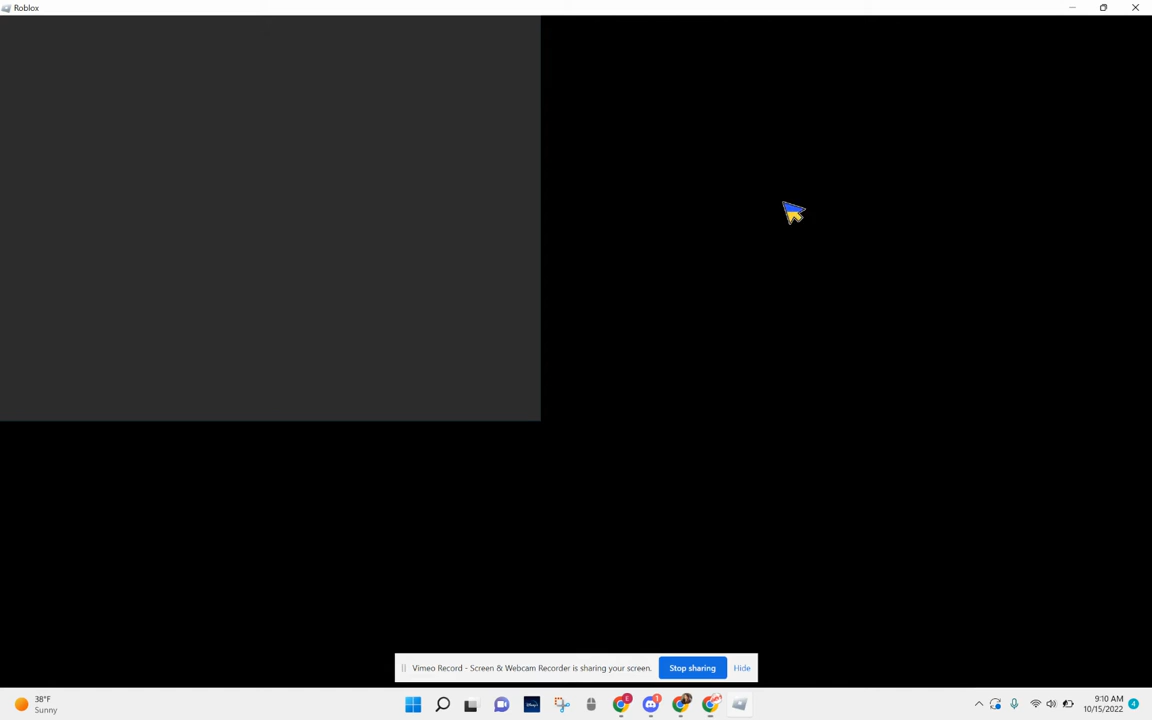 Roblox
Vimeo Record - Screen & Webcam Recorder is sharing your screen.
Stop sharing
Hide
38°F
Sunny
9:10 AM
10/15/2022
4